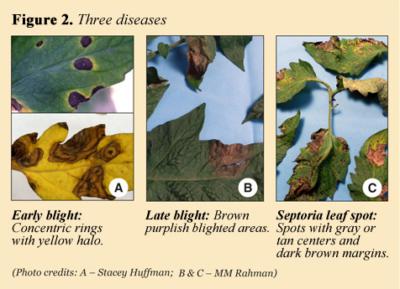 Figure 2. Three diseases
A
B
C
Early blight:
Concentric rings
with yellow halo.
Late blight: Brown
purplish blighted areas.
Septoria leaf spot:
Spots with gray or
tan centers and
dark brown margins.
(Photo credits: A – Stacey Huffman; B & C – MM Rahman)